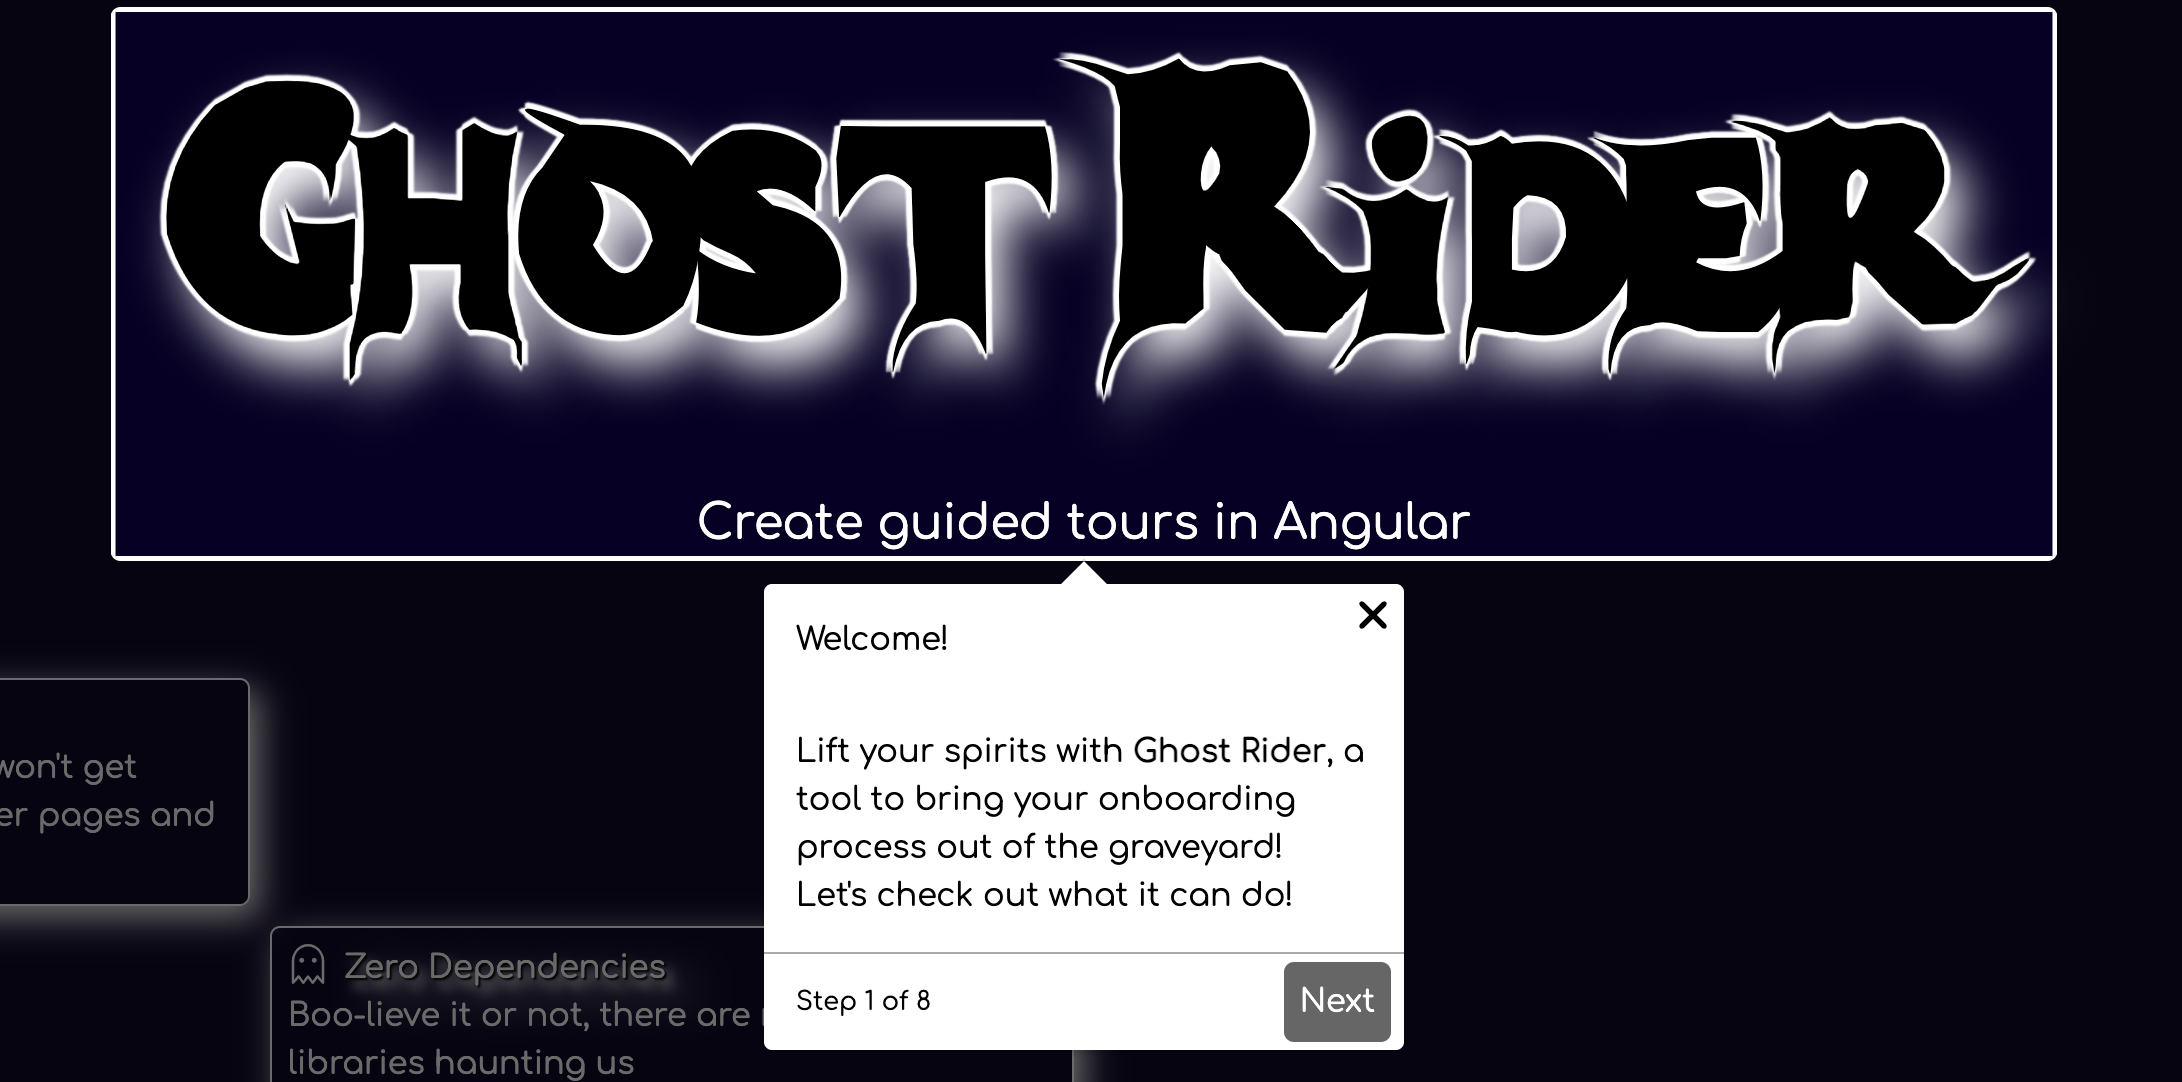 GHOST RiDER
Create guided tours in Angular
Welcome!
Lift your spirits with Ghost Rider, a
tool to bring your onboarding
process out of the graveyard!
Let's check out what it can do!
Step 1 of 8
Next
won't get
er pages and
Zero Dependencies
Boo-lieve it or not, there are
libraries haunting us